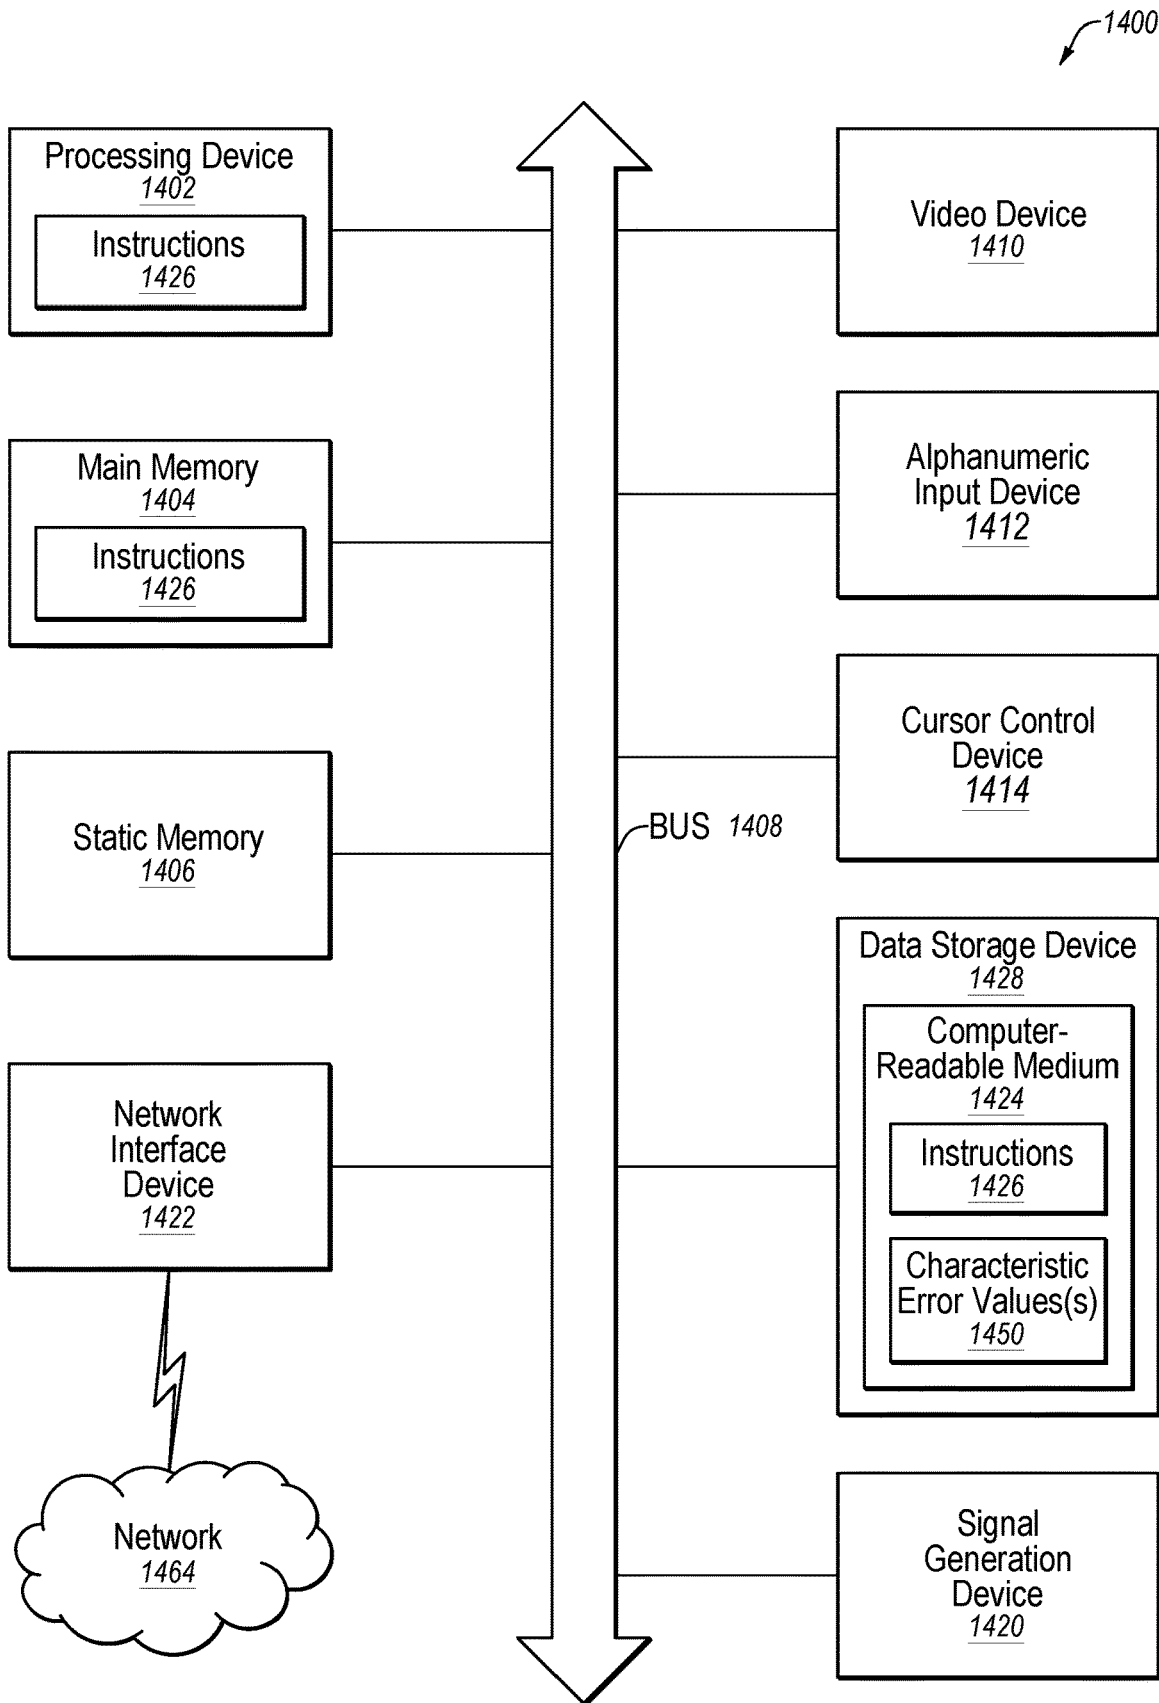 1400
Processing Device
1402
Instructions
1426
Main Memory
1404
Instructions
1426
Static Memory
1406
Network
Interface
Device
1422
Network
1464
BUS 1408
Video Device
1410
Alphanumeric
Input Device
1412
Cursor Control
Device
1414
Data Storage Device
1428
Computer-
Readable Medium
1424
Instructions
1426
Characteristic
Error Values(s)
1450
Signal
Generation
Device
1420